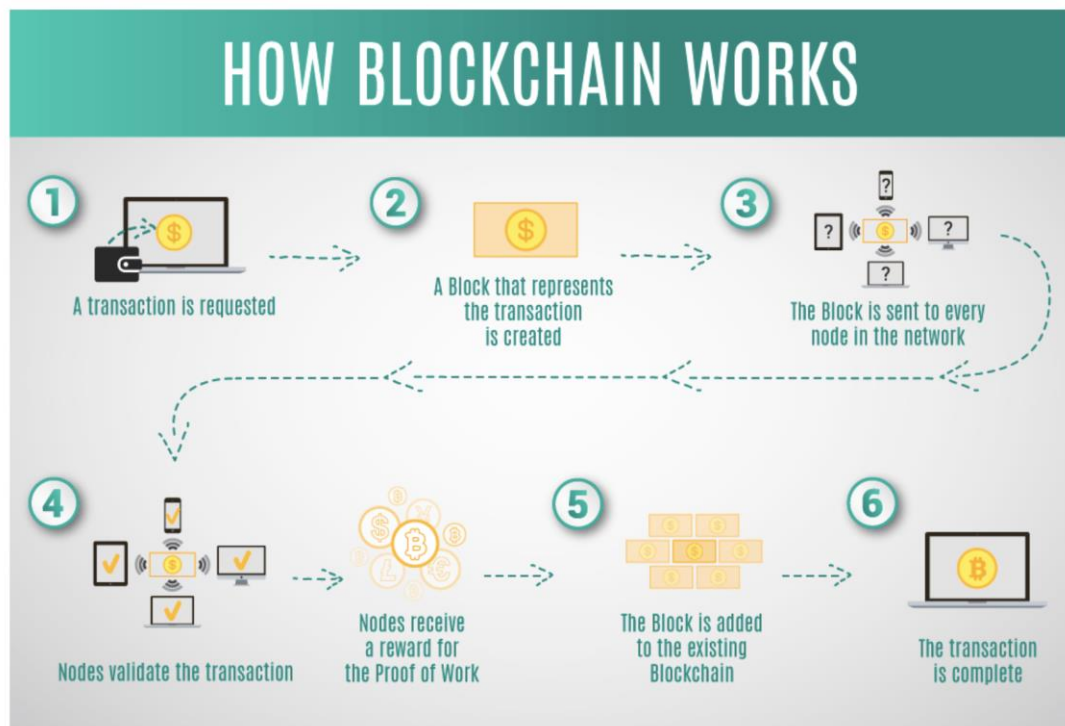 HOW BLOCKCHAIN WORKS
1
$
A transaction is requested
2
$
A Block that represents
the transaction
is created
3
?
?
$
?
?
The Block is sent to every
node in the network
4
$
Nodes validate the transaction
$
₿
Nodes receive
a reward for
the Proof of Work
5
$ $
$ $ $
$ $
The Block is added
to the existing
Blockchain
6
₿
The transaction
is complete